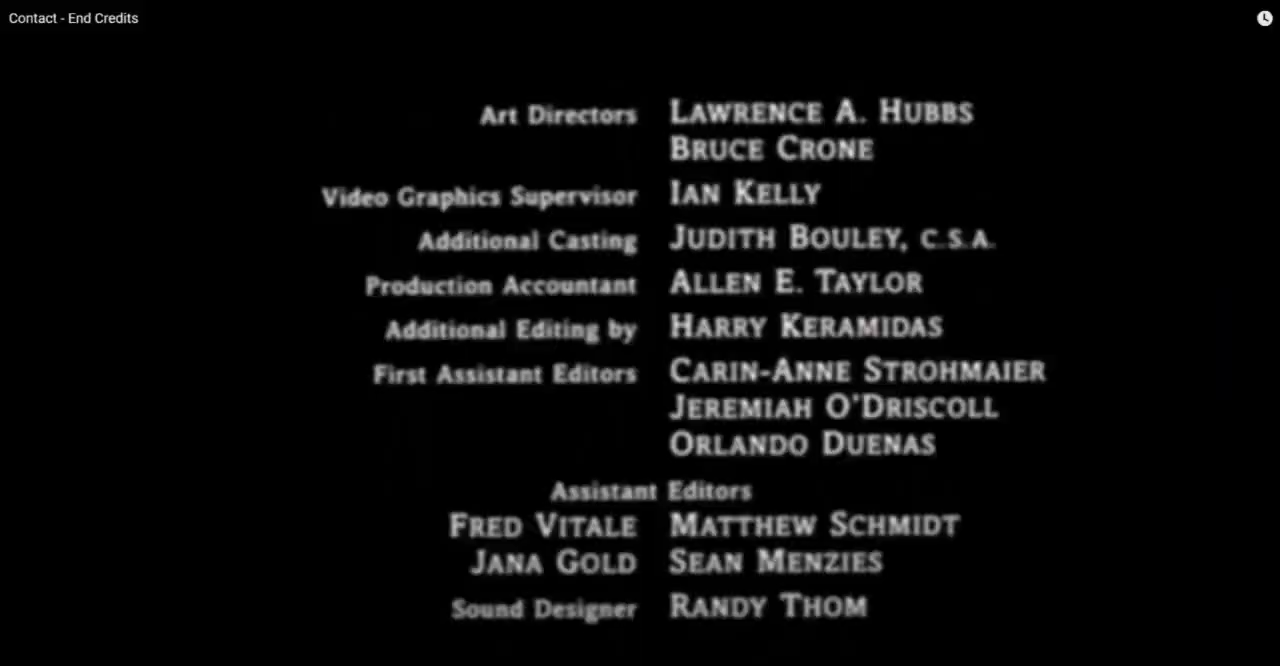 Contact - End Credits
Art Directors LAWRENCE A. HUBBS
BRUCE CRONE
Video Graphics Supervisor IAN KELLY
Additional Casting JUDITH BOULEY, C.S.A.
Production Accountant ALLEN E. TAYLOR
Additional Editing by HARRY KERAMIDAS
First Assistant Editors CARIN-ANNE STROHMAIER
JEREMIAH O'DRISCOLL
ORLANDO DUENAS
Assistant Editors
FRED VITALE MATTHEW SCHMIDT
JANA GOLD SEAN MENZIES
Sound Designer RANDY THOM